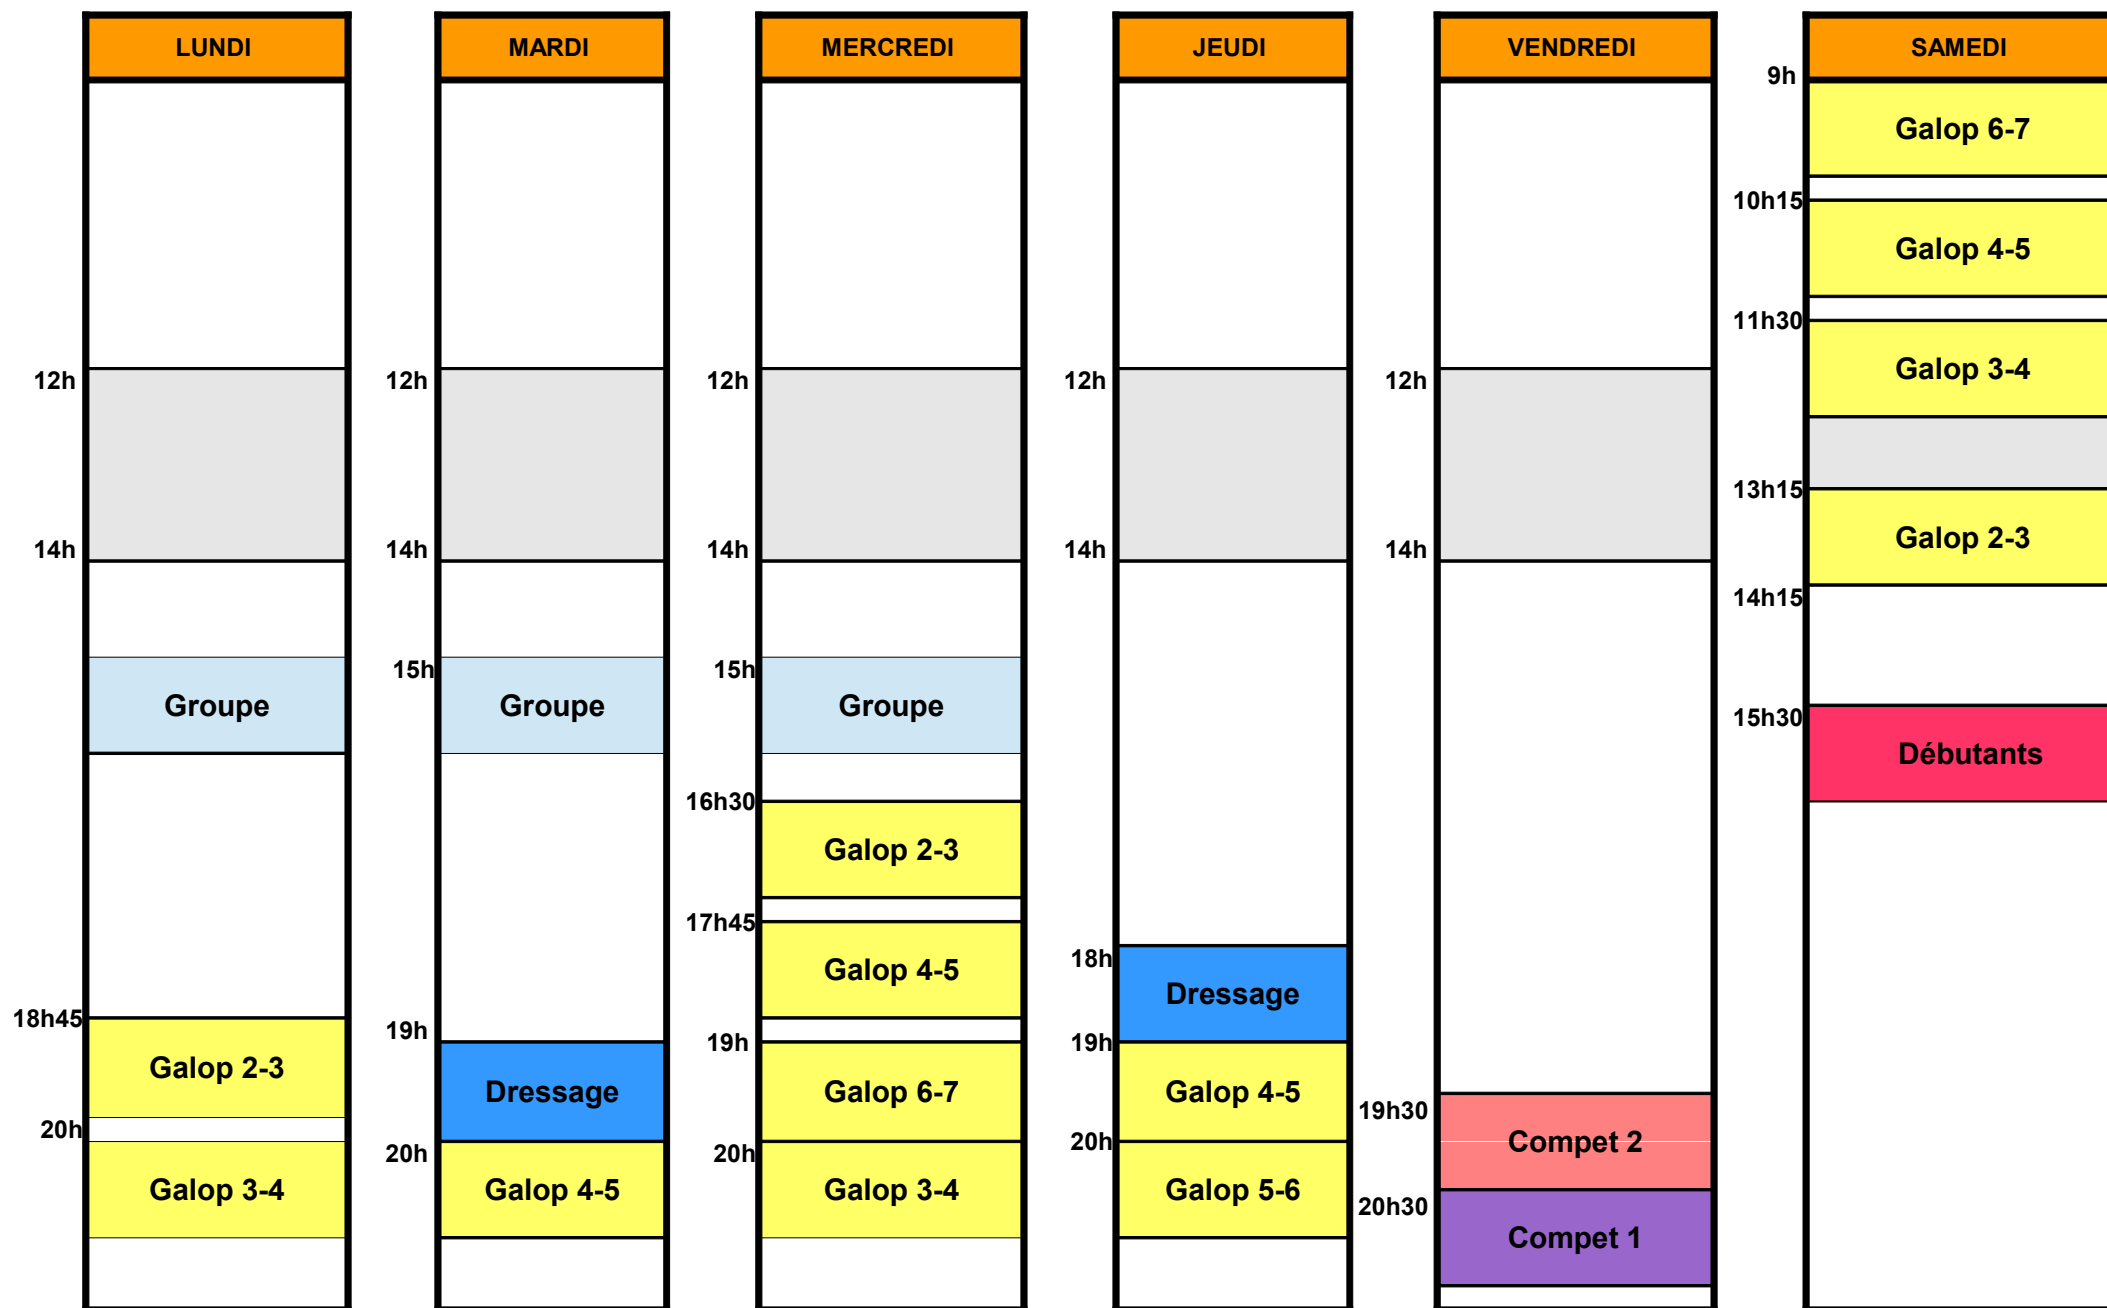 LUNDI
12h
14h
Groupe
18h45
Galop 2-3
20h
Galop 3-4
MARDI
12h
14h
15h
Groupe
19h
Dressage
20h
Galop 4-5
MERCREDI
12h
14h
15h
Groupe
16h30
Galop 2-3
17h45
Galop 4-5
19h
Galop 6-7
20h
Galop 3-4
JEUDI
12h
14h
18h
Dressage
19h
Galop 4-5
20h
Galop 5-6
VENDREDI
12h
14h
19h30
Compet 2
20h30
Compet 1
SAMEDI
9h
Galop 6-7
10h15
Galop 4-5
11h30
Galop 3-4
13h15
Galop 2-3
14h15
15h30
Débutants